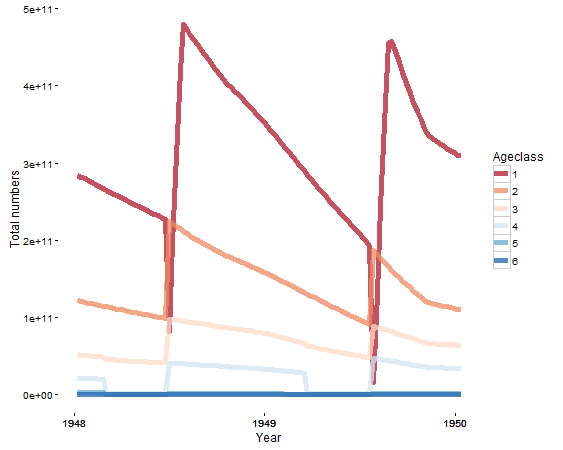 5e+11
4e+11
3e+11
2e+11
1e+11
0e+00
Total numbers
1948
1949
1950
Year
Ageclass
1
2
3
4
5
6